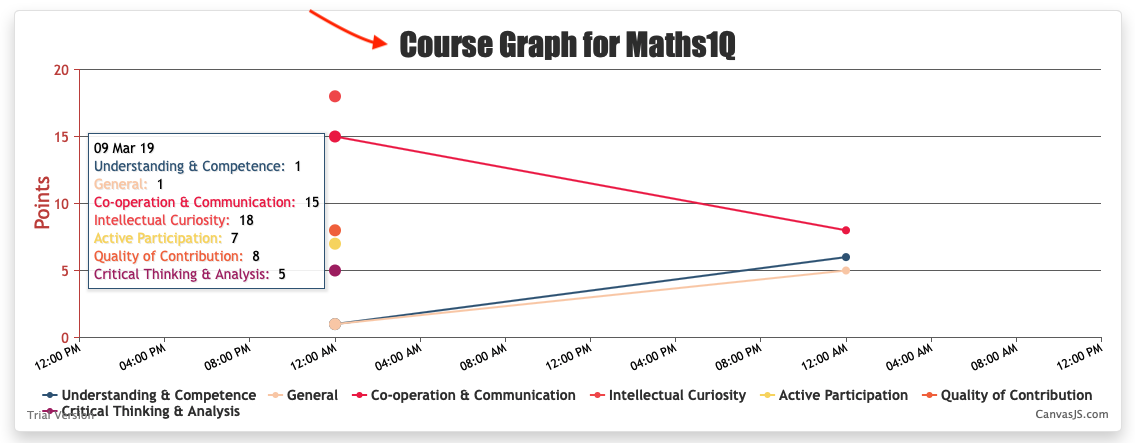 Course Graph for Maths1Q
20
15
10
5
0
Points
09 Mar 19
Understanding & Competence: 1
General: 1
Co-operation & Communication: 15
Intellectual Curiosity: 18
Active Participation: 7
Quality of Contribution: 8
Critical Thinking & Analysis: 5
12:00 PM 04:00 PM 08:00 PM 12:00 AM 04:00 AM 08:00 AM 12:00 PM 04:00 PM 08:00 PM 12:00 AM 04:00 AM 08:00 AM 12:00 PM
Understanding & Competence General Co-operation & Communication Intellectual Curiosity Active Participation Quality of Contribution
Critical Thinking & Analysis
Trial Version
CanvasJS.com